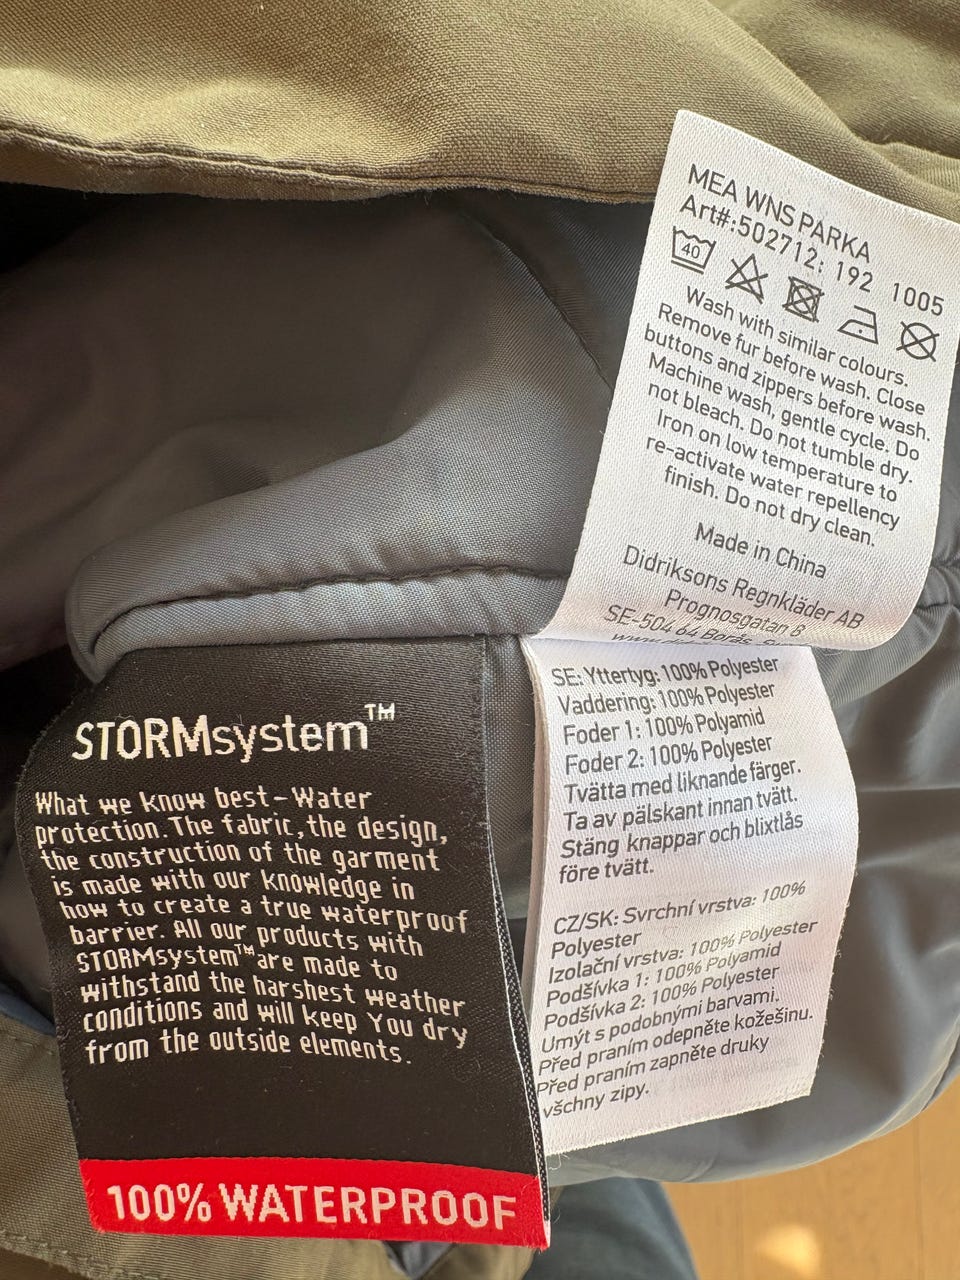 MEA WNS PARKA
Art#:502712: 192 1005
40
Wash with similar colours.
Remove fur before wash. Close
buttons and zippers before wash.
Machine wash, gentle cycle. Do
not bleach. Do not tumble dry.
Iron on low temperature to
re-activate water repellency
finish. Do not dry clean.
Made in China
Didriksons Regnkläder AB
Prognosgatan 8
SE-504 64 Borås,
SE: Yttertyg: 100% Polyester
Vaddering: 100% Polyester
Foder 1: 100% Polyamid
Foder 2: 100% Polyester
Tvätta med liknande färger.
Ta av pälskant innan tvätt.
Stäng knappar och blixtlås
före tvätt.
CZ/SK: Svrchní vrstva: 100%
Polyester
Izolační vrstva: 100% Polyester
Podšívka 1: 100% Polyamid
Podšívka 2: 100% Polyester
Umýt s podobnými barvami.
Před praním odepněte kožešinu.
Před praním zapněte druky
všchny zipy.
STORMsystem™
What we know best-Water
protection. The fabric, the design,
the construction of the garment
is made with our knowledge in
how to create a true waterproof
barrier. All our products with
STORMsystem™ are made to
withstand the harshest weather
conditions and will keep You dry
from the outside elements.
100% WATERPROOF